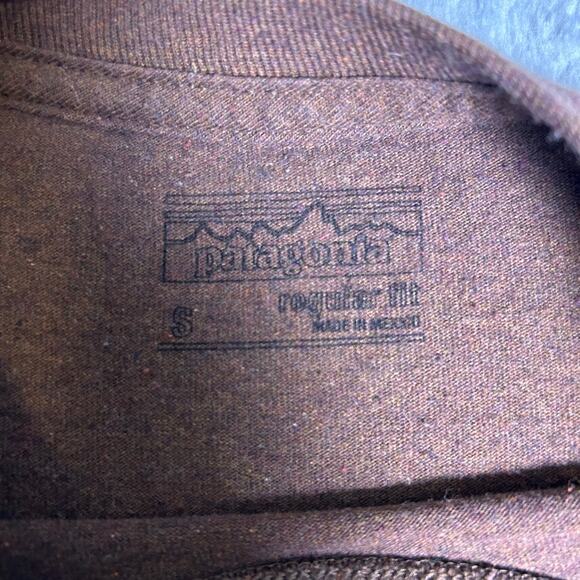 patagonia
regular fit
S
MADE IN MEXICO